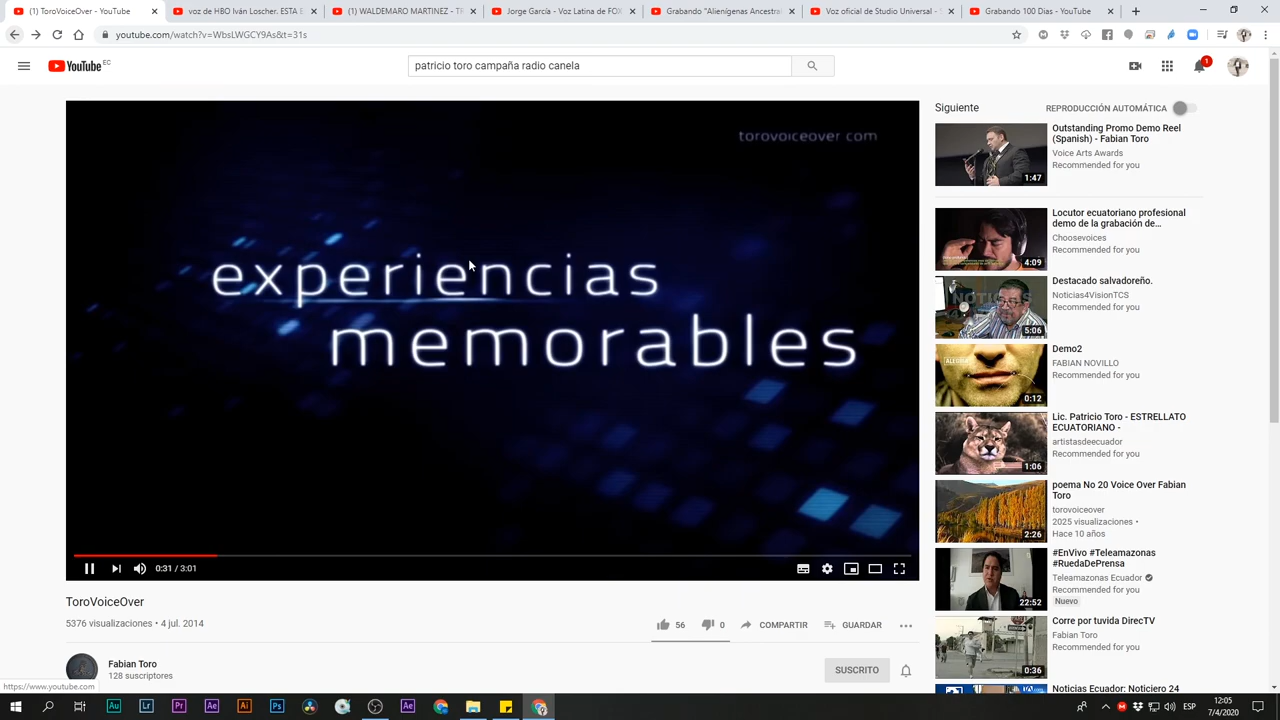 (1) ToroVoiceOver - YouTube
voz de HBO Iván Loscher. ESTA E
(1) WALDEMARO MARTINEZ - TR
Jorge García - Voz Latina de FOX
Grabando "Alienígenas Ancestra
Voz oficial de Studio Universal - S
Grabando 100 Days
youtube.com/watch?v=WbsLWGCY9As&t=31s
YouTube EC
patricio toro campaña radio canela
1
torovoiceover com
experiencias
memorables
0:31 / 3:01
ToroVoiceOver
5376 visualizaciones • 4 jul. 2014
56
0
COMPARTIR
GUARDAR
Fabian Toro
128 suscriptores
SUSCRITO
https://www.youtube.com
Siguiente
REPRODUCCIÓN AUTOMÁTICA
Outstanding Promo Demo Reel
(Spanish) - Fabian Toro
Voice Arts Awards
Recommended for you
1:47
Locutor ecuatoriano profesional
demo de la grabación de…
Choosevoices
Recommended for you
4:09
Destacado salvadoreño.
Noticias4VisionTCS
Recommended for you
5:06
Demo2
FABIAN NOVILLO
Recommended for you
0:12
Lic. Patricio Toro - ESTRELLATO
ECUATORIANO -
artistasdeecuador
Recommended for you
1:06
poema No 20 Voice Over Fabian
Toro
torovoiceover
2025 visualizaciones •
Hace 10 años
2:26
#EnVivo #Teleamazonas
#RuedaDePrensa
Teleamazonas Ecuador
Recommended for you
Nuevo
22:52
Corre por tuvida DirecTV
Fabian Toro
Recommended for you
0:36
Noticias Ecuador: Noticiero 24
Au
Lr
Pr
Ae
Ai
Ps
Ae
ESP
12:05
7/4/2020